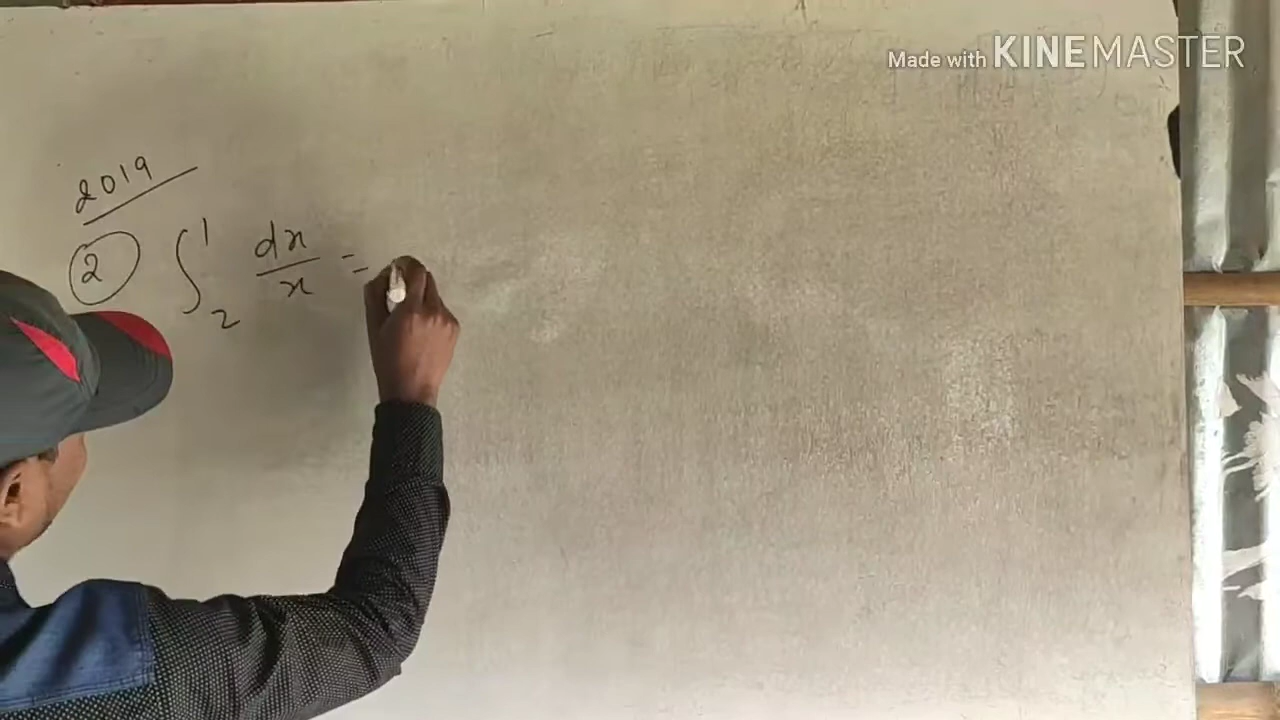 Made with KINEMASTER
2019
② ∫₂¹ dx/x =